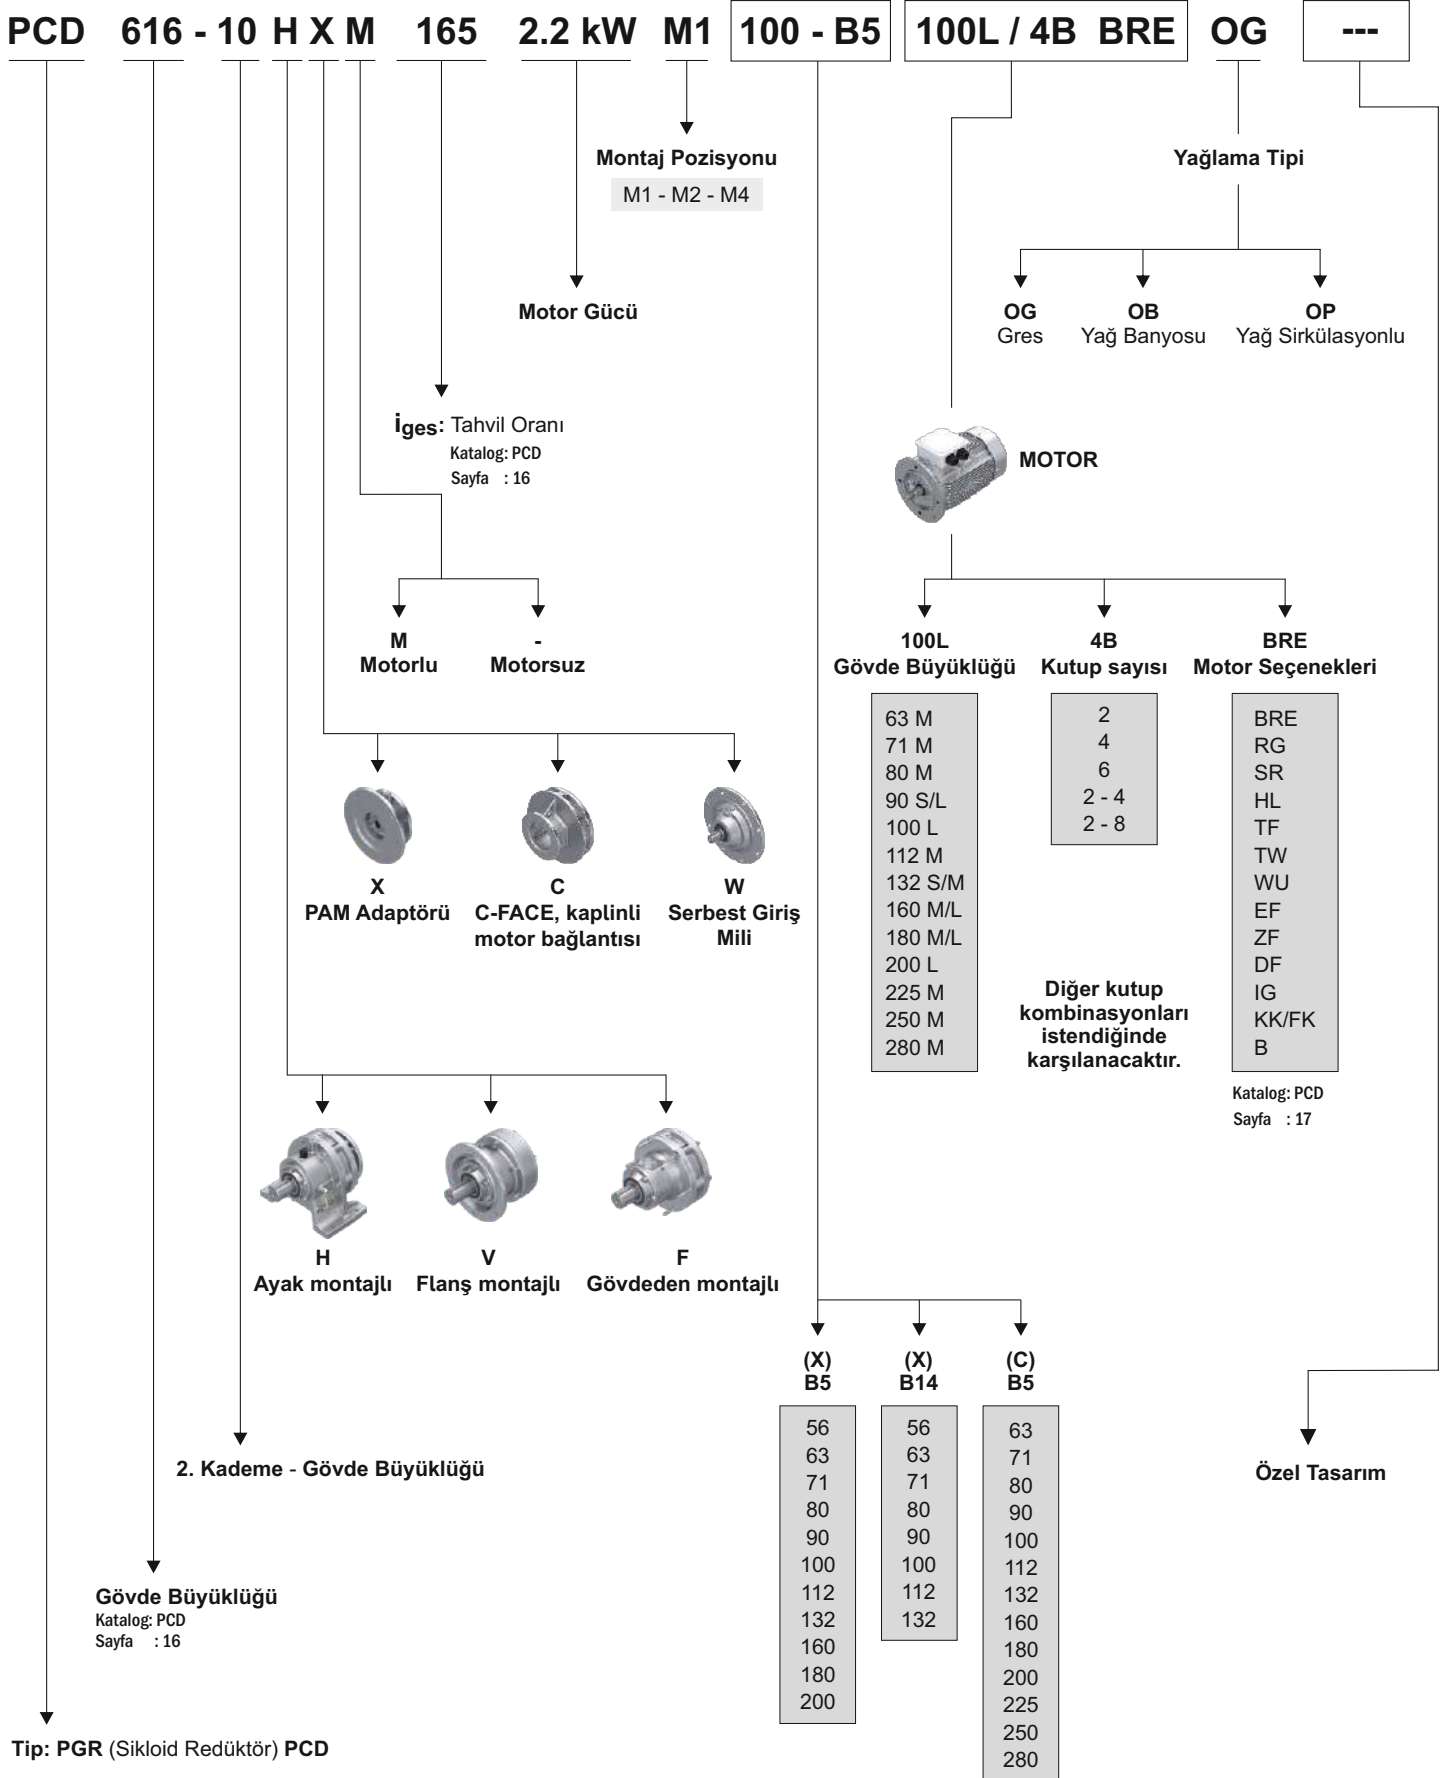 PCD 616 - 10 H X M 165 2.2 kW M1 100 - B5 100L / 4B BRE OG ---
Montaj Pozisyonu
M1 - M2 - M4
Yağlama Tipi
Motor Gücü
OG
Gres
OB
Yağ Banyosu
OP
Yağ Sirkülasyonlu
İges: Tahvil Oranı
Katalog: PCD
Sayfa : 16
MOTOR
M
Motorlu
-
Motorsuz
100L
Gövde Büyüklüğü
63 M
71 M
80 M
90 S/L
100 L
112 M
132 S/M
160 M/L
180 M/L
200 L
225 M
250 M
280 M
4B
Kutup sayısı
2
4
6
2 - 4
2 - 8
Diğer kutup
kombinasyonları
istendiğinde
karşılanacaktır.
BRE
Motor Seçenekleri
BRE
RG
SR
HL
TF
TW
WU
EF
ZF
DF
IG
KK/FK
B
Katalog: PCD
Sayfa : 17
X
PAM Adaptörü
C
C-FACE, kaplinli
motor bağlantısı
W
Serbest Giriş
Mili
H
Ayak montajlı
V
Flanş montajlı
F
Gövdeden montajlı
(X)
B5
56
63
71
80
90
100
112
132
160
180
200
(X)
B14
56
63
71
80
90
100
112
132
(C)
B5
63
71
80
90
100
112
132
160
180
200
225
250
280
Özel Tasarım
2. Kademe - Gövde Büyüklüğü
Gövde Büyüklüğü
Katalog: PCD
Sayfa : 16
Tip: PGR (Sikloid Redüktör) PCD